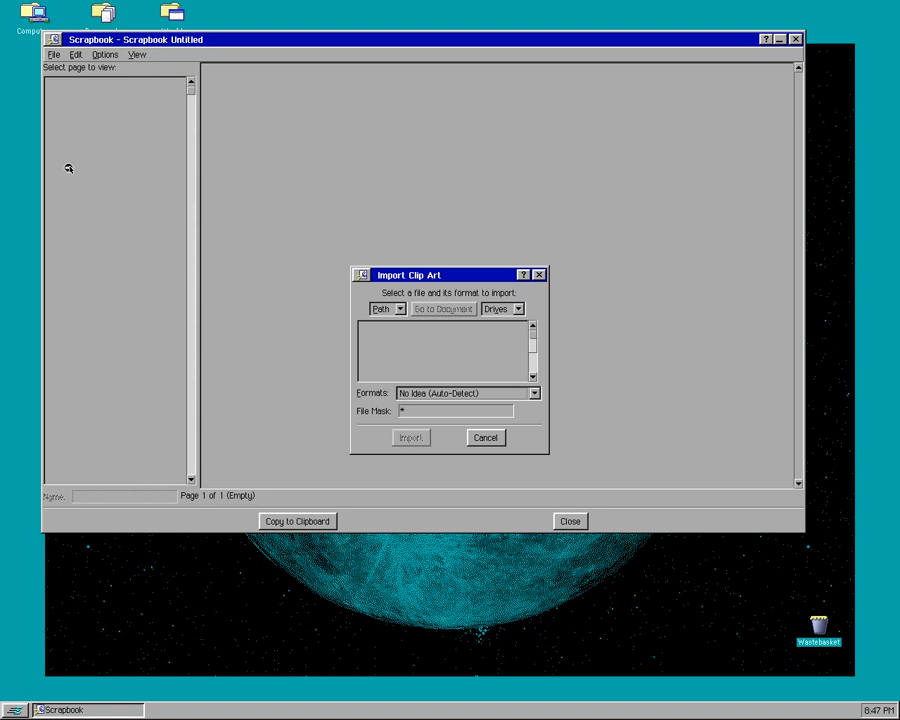 Scrapbook - Scrapbook Untitled
File Edit Options View
Select page to view:
Import Clip Art
Select a file and its format to import:
Path Go to Document Drives
Formats: No Idea (Auto-Detect)
File Mask: *
Import Cancel
Name: Page 1 of 1 (Empty)
Copy to Clipboard Close
Wastebasket
Scrapbook 8:47 PM